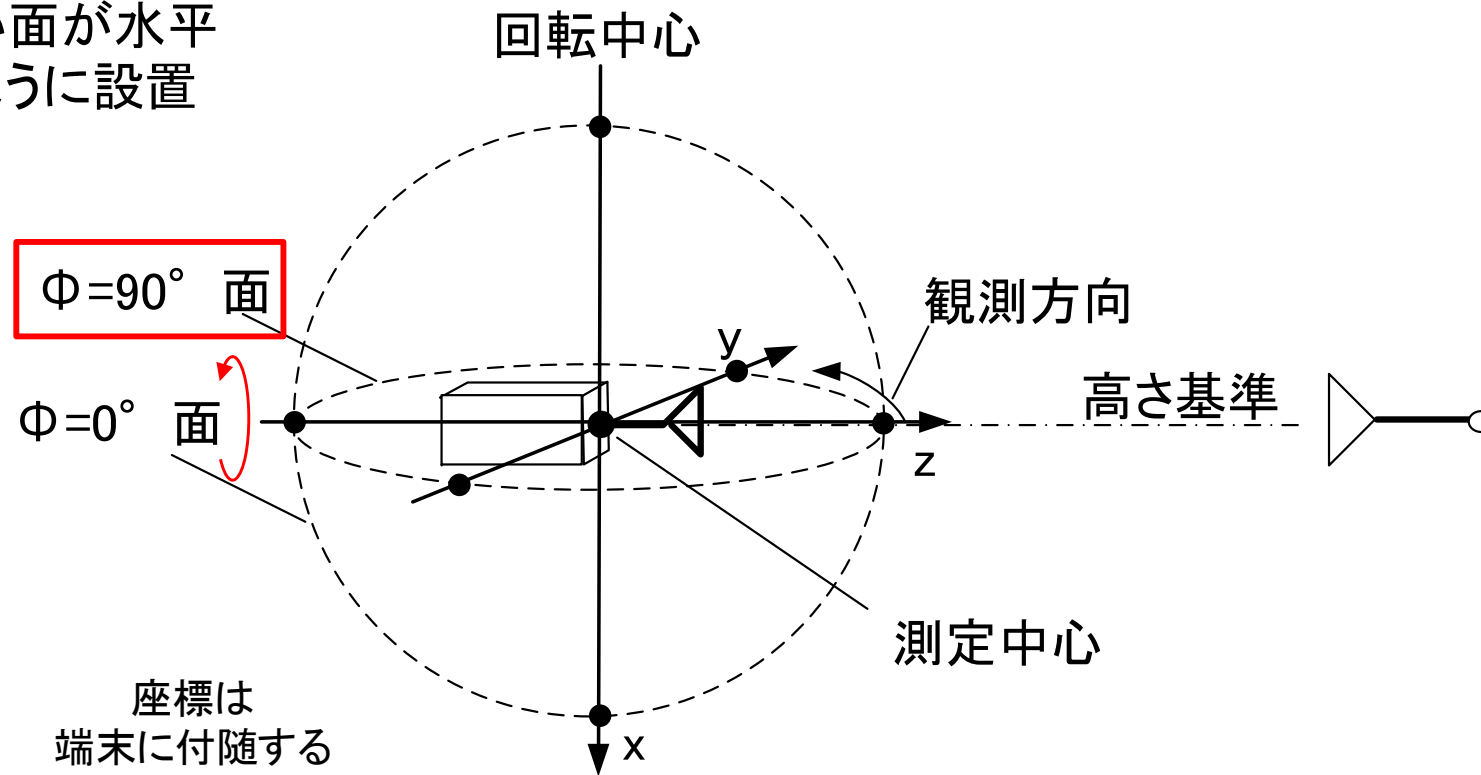 面が水平
うに設置
回転中心
Φ=90° 面
観測方向
y
高さ基準
Φ=0° 面
z
測定中心
座標は
端末に付随する
x